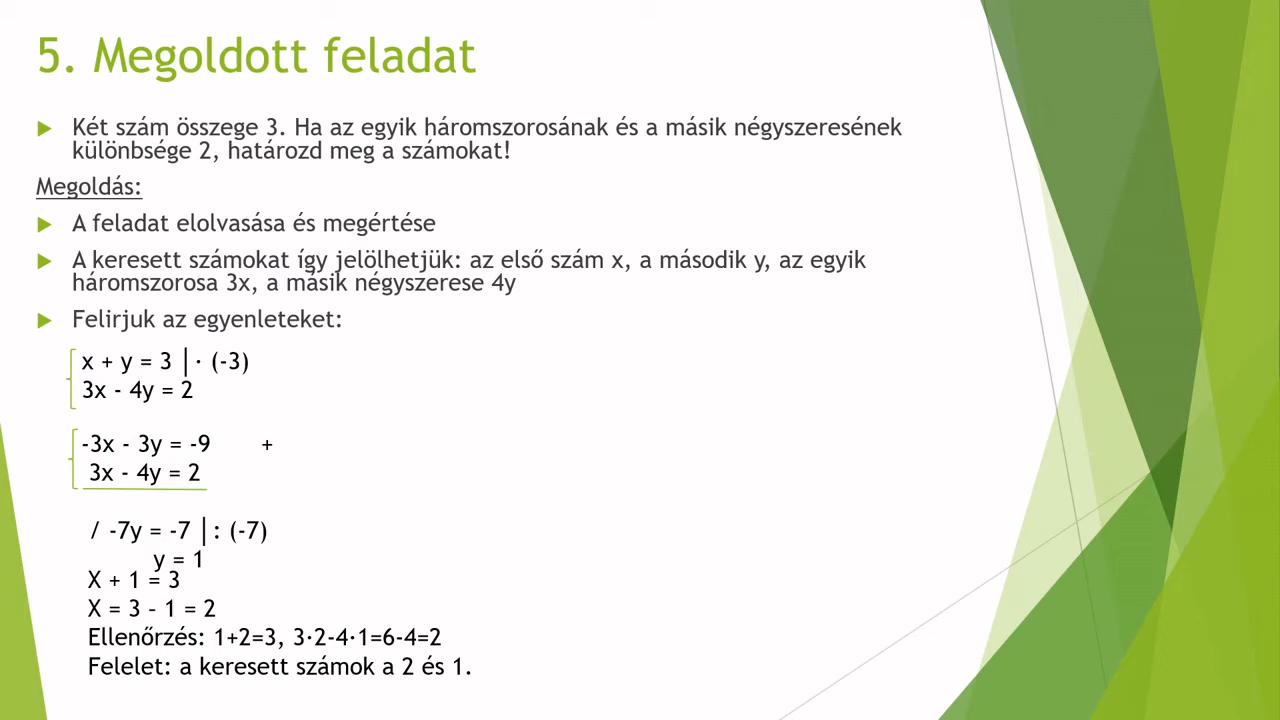 5. Megoldott feladat
Két szám összege 3. Ha az egyik háromszorosának és a másik négyszeresének
különbsége 2, határozd meg a számokat!
Megoldás:
A feladat elolvasása és megértése
A keresett számokat így jelölhetjük: az első szám x, a második y, az egyik
háromszorosa 3x, a másik négyszerese 4y
Felirjuk az egyenleteket:
x + y = 3 |· (-3)
3x - 4y = 2
-3x - 3y = -9 +
3x - 4y = 2
/ -7y = -7 |: (-7)
y = 1
X + 1 = 3
X = 3 – 1 = 2
Ellenőrzés: 1+2=3, 3·2-4·1=6-4=2
Felelet: a keresett számok a 2 és 1.